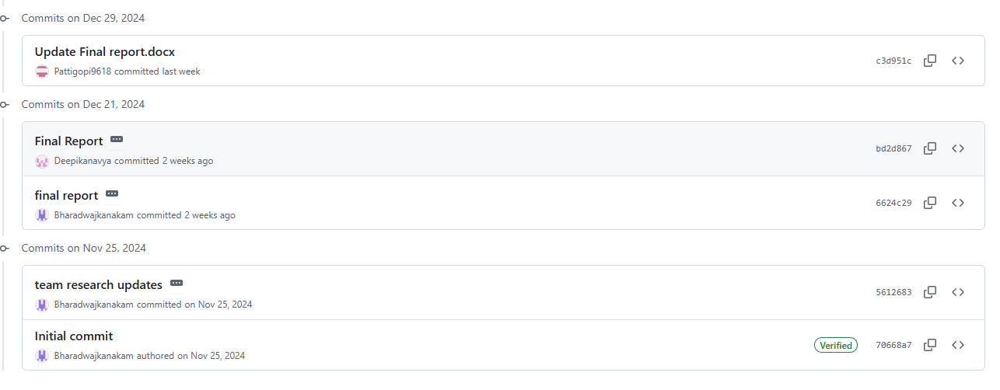 Commits on Dec 29, 2024
Update Final report.docx
c3d951c
Pattigopi9618 committed last week
Commits on Dec 21, 2024
Final Report
bd2d867
Deepikanavya committed 2 weeks ago
final report
6624c29
Bharadwajkanakam committed 2 weeks ago
Commits on Nov 25, 2024
team research updates
5612683
Bharadwajkanakam committed on Nov 25, 2024
Initial commit
Verified 70668a7
Bharadwajkanakam authored on Nov 25, 2024